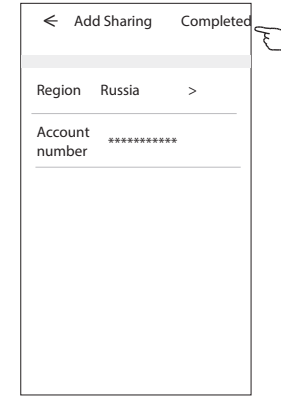 ← Add Sharing Completed
Region Russia >
Account
number ***********